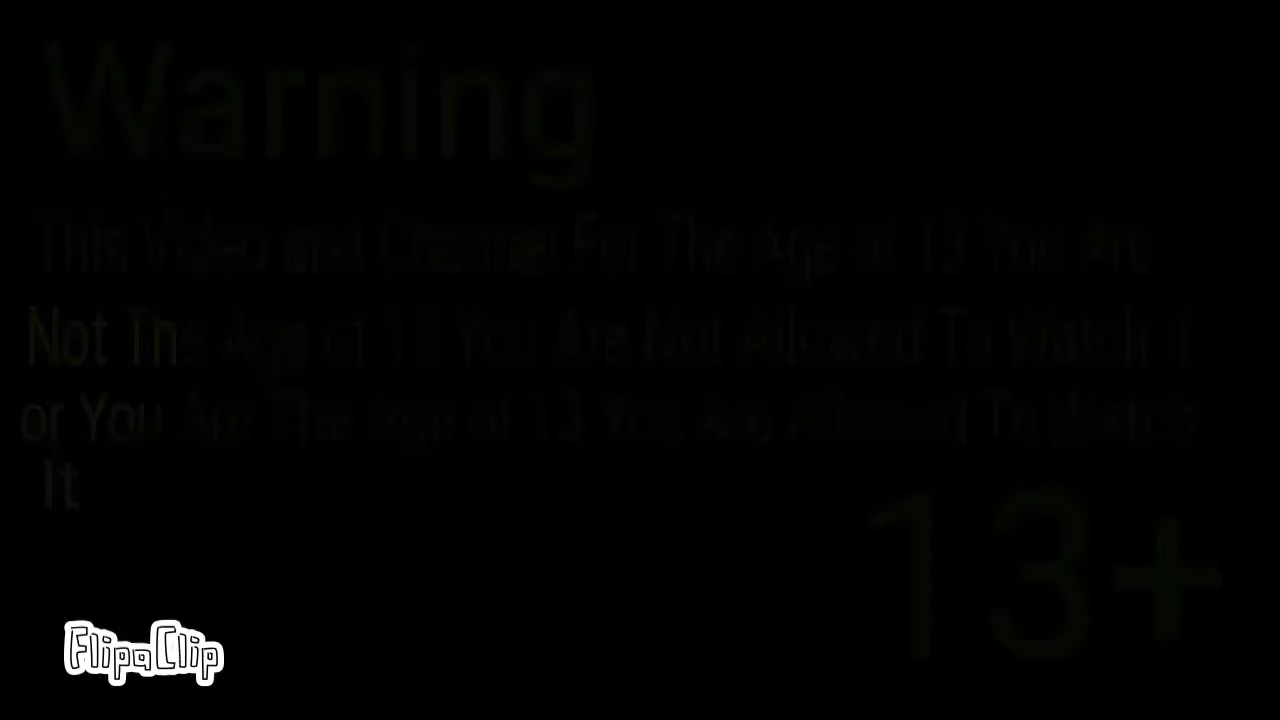 Warning
This Video and Channel For The Age of 13 You Are
Not The Age of 13 You Are Not Allowed To Watch It
or You Are The Age of 13 You Are Allowed To Watch
It
13+
FlipaClip